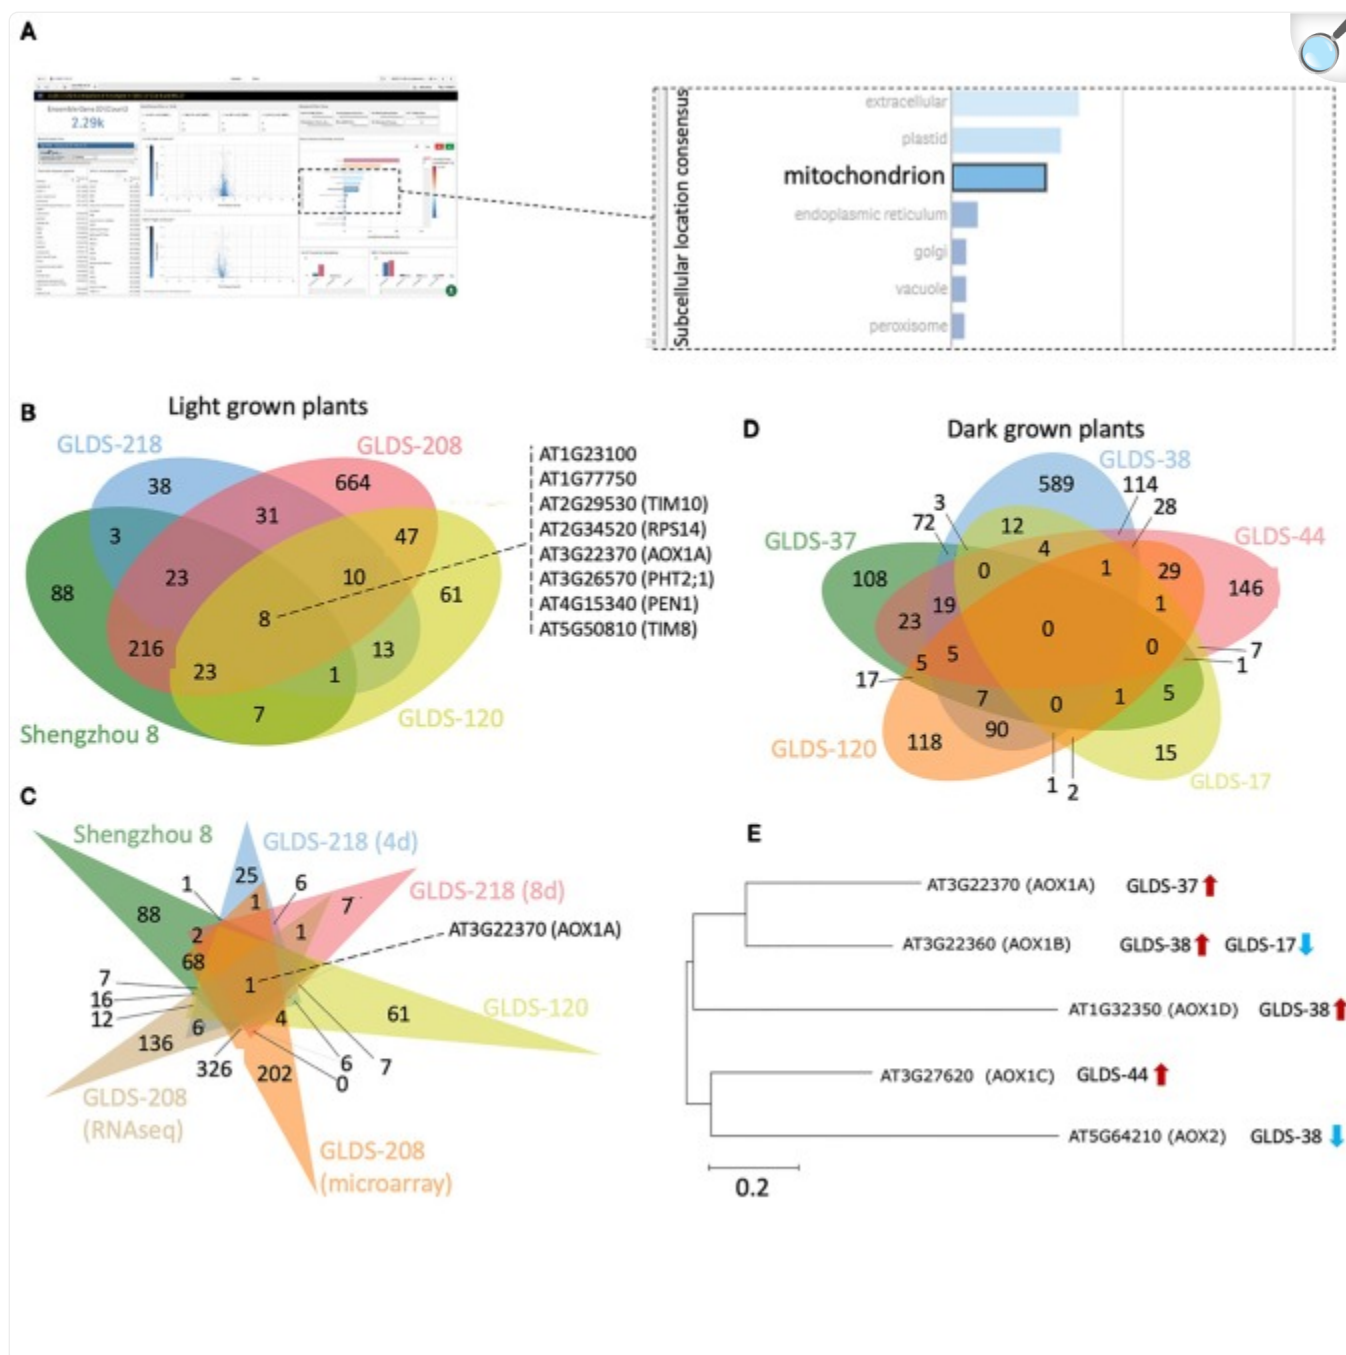 A
Ensemble Gene ID (Count)
2.29k
Subcellular location consensus
extracellular
plastid
mitochondrion
endoplasmic reticulum
golgi
vacuole
peroxisome
B
Light grown plants
GLDS-218
GLDS-208
38
664
31
47
3
23
10
88
61
8
216
13
23
1
7
Shengzhou 8
GLDS-120
AT1G23100
AT1G77750
AT2G29530 (TIM10)
AT2G34520 (RPS14)
AT3G22370 (AOX1A)
AT3G26570 (PHT2;1)
AT4G15340 (PEN1)
AT5G50810 (TIM8)
D
Dark grown plants
GLDS-38
589
114
3
28
72
12
GLDS-37
4
GLDS-44
108
0
1
29
146
19
1
23
0
5
5
0
7
17
1
7
0
1
5
GLDS-120
118
90
15
GLDS-17
1
2
C
Shengzhou 8
GLDS-218 (4d)
25
6
1
GLDS-218 (8d)
1
7
88
2
1
AT3G22370 (AOX1A)
68
7
1
16
GLDS-120
12
6
4
61
136
326
202
6
7
0
GLDS-208
(RNAseq)
GLDS-208
(microarray)
E
AT3G22370 (AOX1A) GLDS-37
AT3G22360 (AOX1B) GLDS-38 GLDS-17
AT1G32350 (AOX1D) GLDS-38
AT3G27620 (AOX1C) GLDS-44
AT5G64210 (AOX2) GLDS-38
0.2